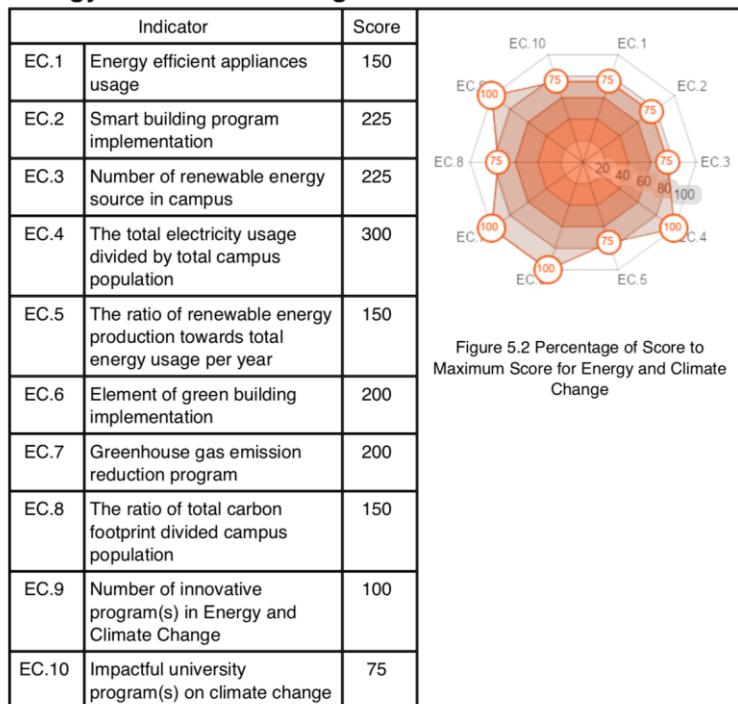 Indicator Score
EC.1 Energy efficient appliances 150
usage
EC.2 Smart building program 225
implementation
EC.3 Number of renewable energy 225
source in campus
EC.4 The total electricity usage 300
divided by total campus
population
EC.5 The ratio of renewable energy 150
production towards total
energy usage per year
EC.6 Element of green building 200
implementation
EC.7 Greenhouse gas emission 200
reduction program
EC.8 The ratio of total carbon 150
footprint divided campus
population
EC.9 Number of innovative 100
program(s) in Energy and
Climate Change
EC.10 Impactful university 75
program(s) on climate change
EC.10 EC.1
75 75
100 EC.2
75
EC.8 75 75 EC.3
20 40 60 80 100
100 100
EC.4
75
100
EC.5
Figure 5.2 Percentage of Score to
Maximum Score for Energy and Climate
Change